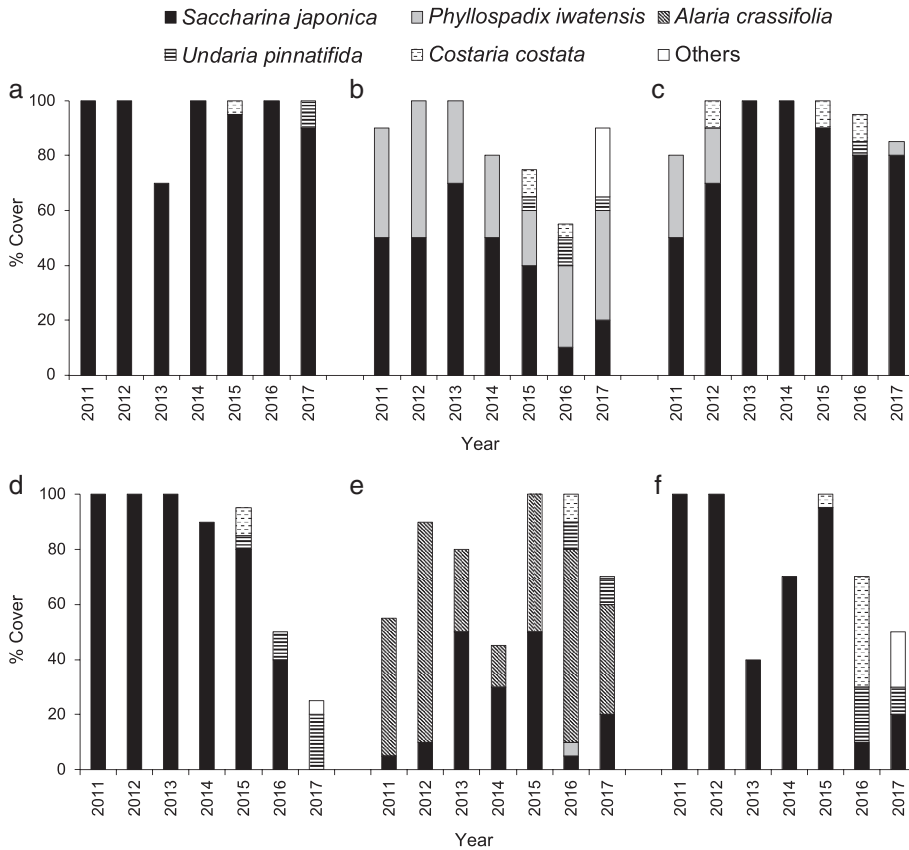 Saccharina japonica Phyllospadix iwatensis Alaria crassifolia
Undaria pinnatifida Costaria costata Others
a b c
% Cover
100
80
60
40
20
0
2011 2012 2013 2014 2015 2016 2017 2011 2012 2013 2014 2015 2016 2017 2011 2012 2013 2014 2015 2016 2017
Year
d e f
% Cover
100
80
60
40
20
0
2011 2012 2013 2014 2015 2016 2017 2011 2012 2013 2014 2015 2016 2017 2011 2012 2013 2014 2015 2016 2017
Year